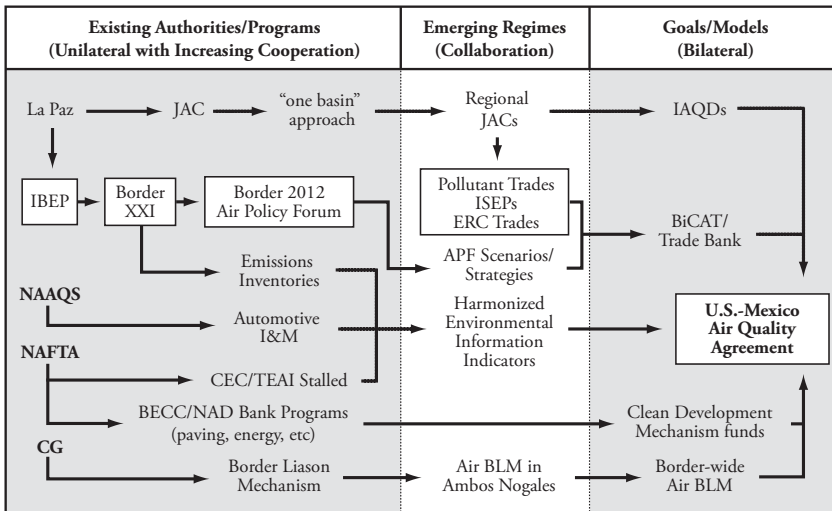 Existing Authorities/Programs
(Unilateral with Increasing Cooperation)
Emerging Regimes
(Collaboration)
Goals/Models
(Bilateral)
La Paz
JAC
“one basin”
approach
Regional
JACs
IAQDs
IBEP
Border
XXI
Border 2012
Air Policy Forum
Pollutant Trades
ISEPs
ERC Trades
BiCAT/
Trade Bank
Emissions
Inventories
APF Scenarios/
Strategies
NAAQS
Automotive
I&M
Harmonized
Environmental
Information
Indicators
U.S.-Mexico
Air Quality
Agreement
NAFTA
CEC/TEAI Stalled
BECC/NAD Bank Programs
(paving, energy, etc)
Clean Development
Mechanism funds
CG
Border Liason
Mechanism
Air BLM in
Ambos Nogales
Border-wide
Air BLM